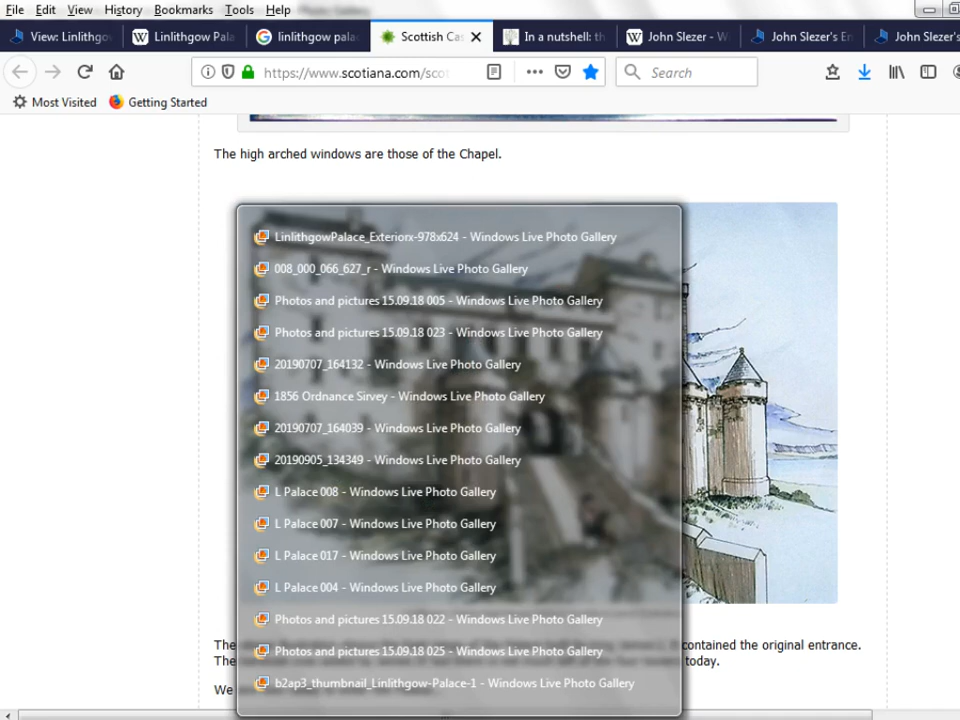 File Edit View History Bookmarks Tools Help
View: Linlithgo
Linlithgow Pala
linlithgow pala
Scottish Ca
In a nutshell: th
John Slezer - W
John Slezer's En
John Slezer's
https://www.scotiana.com/scot
Search
Most Visited
Getting Started
The high arched windows are those of the Chapel.
LinlithgowPalace_Exteriorx-978x624 - Windows Live Photo Gallery
008_000_066_627_r - Windows Live Photo Gallery
Photos and pictures 15.09.18 005 - Windows Live Photo Gallery
Photos and pictures 15.09.18 023 - Windows Live Photo Gallery
20190707_164132 - Windows Live Photo Gallery
1856 Ordnance Sirvey - Windows Live Photo Gallery
20190707_164039 - Windows Live Photo Gallery
20190905_134349 - Windows Live Photo Gallery
L Palace 008 - Windows Live Photo Gallery
L Palace 007 - Windows Live Photo Gallery
L Palace 017 - Windows Live Photo Gallery
L Palace 004 - Windows Live Photo Gallery
Photos and pictures 15.09.18 022 - Windows Live Photo Gallery
contained the original entrance.
Photos and pictures 15.09.18 025 - Windows Live Photo Gallery
today.
b2ap3_thumbnail_Linlithgow-Palace-1 - Windows Live Photo Gallery
We